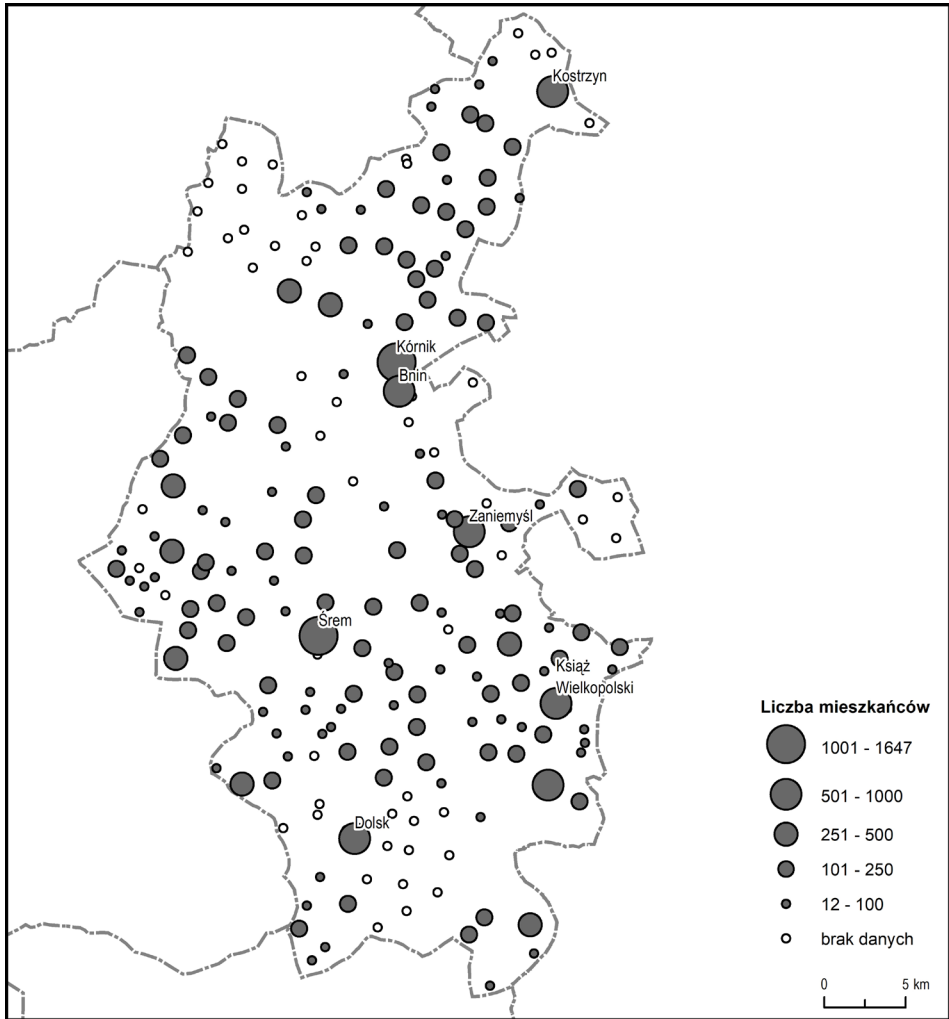 Kostrzyn
Kórnik
Bnin
Zaniemyśl
Śrem
Książ
Wielkopolski
Dolsk
Liczba mieszkańców
1001 - 1647
501 - 1000
251 - 500
101 - 250
12 - 100
brak danych
0 5 km